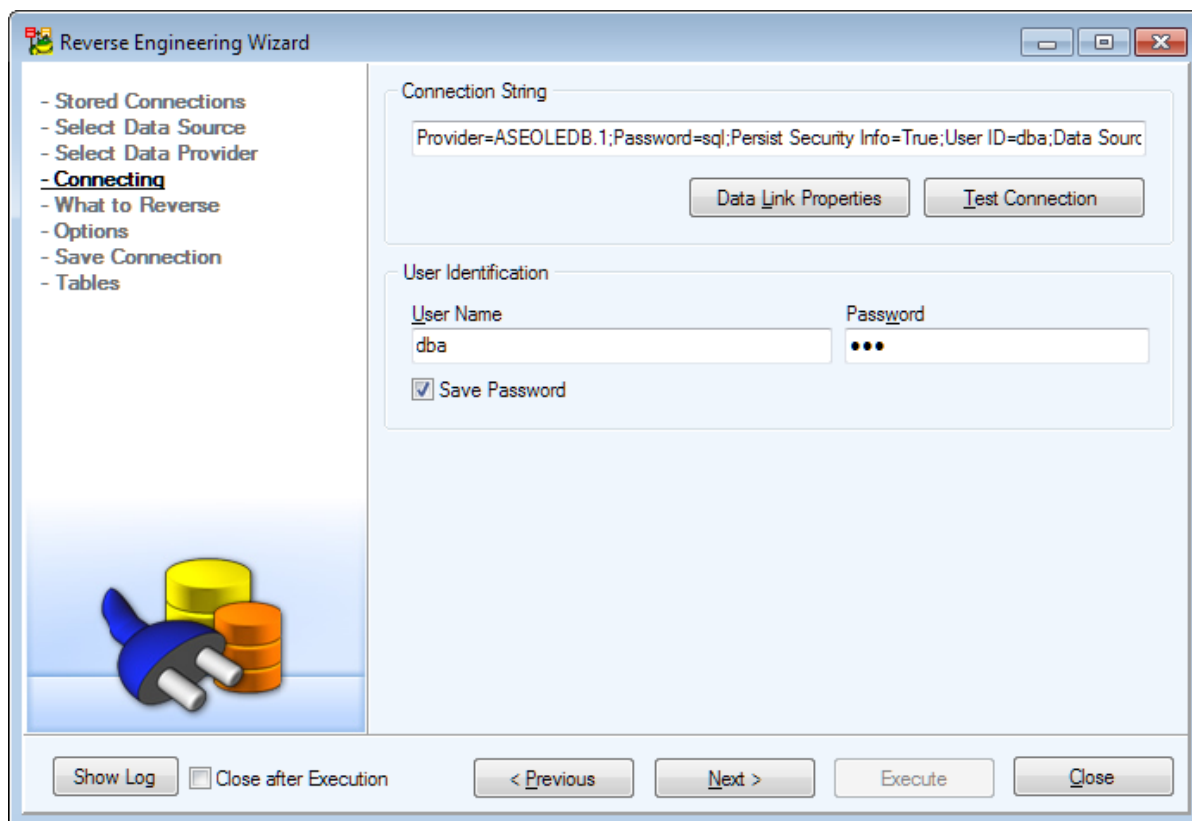 Reverse Engineering Wizard
- Stored Connections
- Select Data Source
- Select Data Provider
- Connecting
- What to Reverse
- Options
- Save Connection
- Tables
Connection String
Provider=ASEOLEDB.1;Password=sql;Persist Security Info=True;User ID=dba;Data Sourc
Data Link Properties
Test Connection
User Identification
User Name
Password
dba
•••
Save Password
Show Log
Close after Execution
< Previous
Next >
Execute
Close